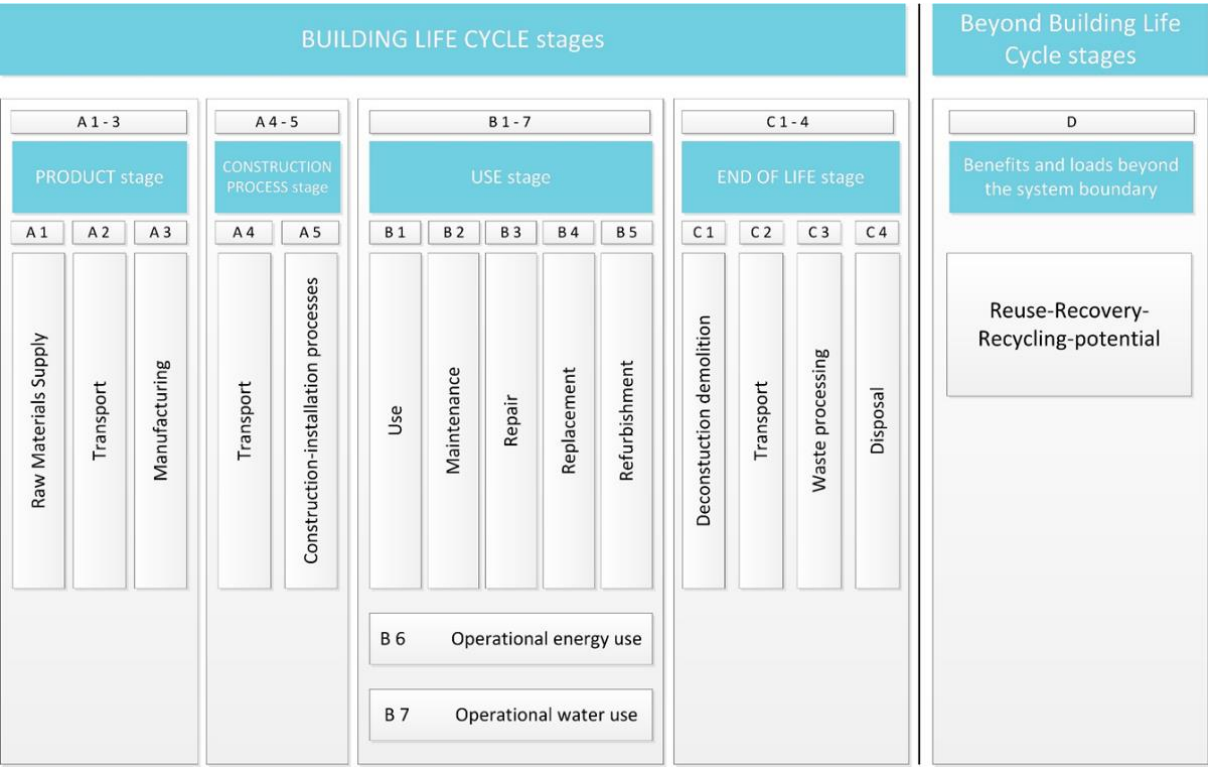 BUILDING LIFE CYCLE stages
Beyond Building Life
Cycle stages
A 1 - 3
A 4 - 5
B 1 - 7
C 1 - 4
D
PRODUCT stage
CONSTRUCTION
PROCESS stage
USE stage
END OF LIFE stage
Benefits and loads beyond
the system boundary
A 1
A 2
A 3
A 4
A 5
B 1
B 2
B 3
B 4
B 5
C 1
C 2
C 3
C 4
Raw Materials Supply
Transport
Manufacturing
Transport
Construction-installation processes
Use
Maintenance
Repair
Replacement
Refurbishment
Deconstuction demolition
Transport
Waste processing
Disposal
Reuse-Recovery-
Recycling-potential
B 6 Operational energy use
B 7 Operational water use